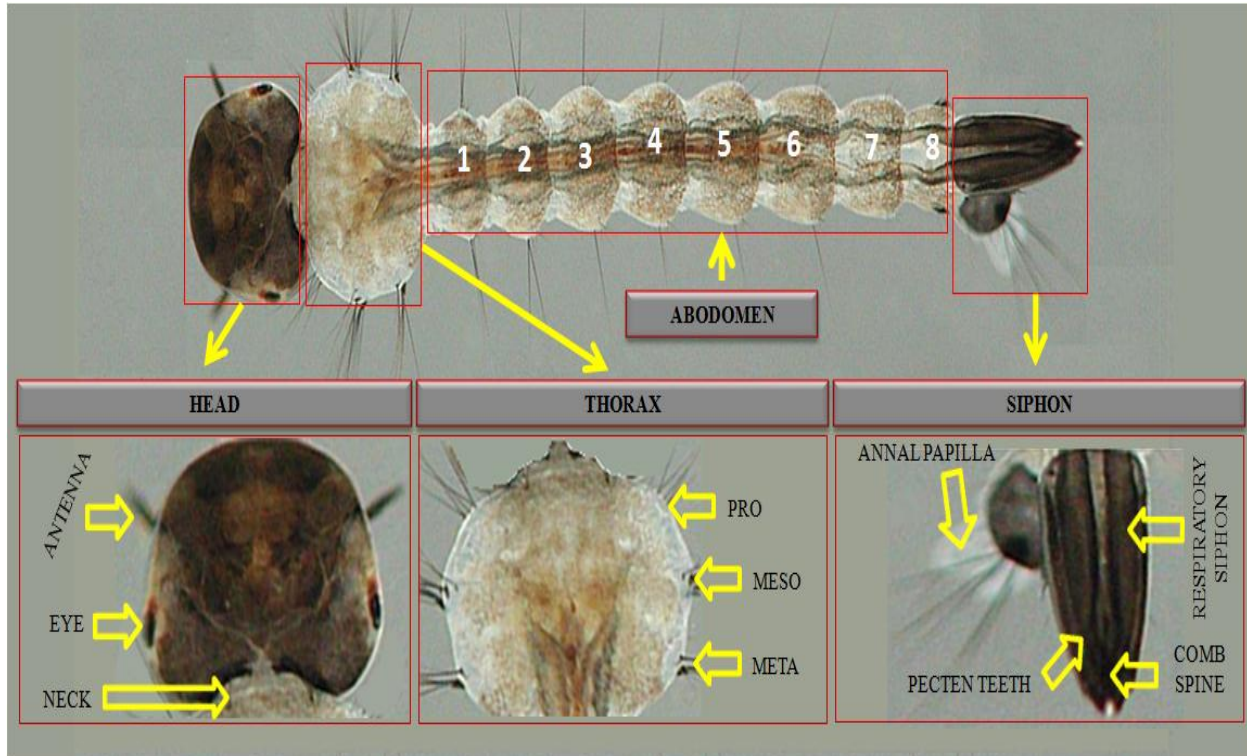 1 2 3 4 5 6 7 8
ABODOMEN
HEAD
THORAX
SIPHON
ANTENNA
EYE
NECK
PRO
MESO
META
ANNAL PAPILLA
RESPIRATORY
SIPHON
PECTEN TEETH
COMB
SPINE